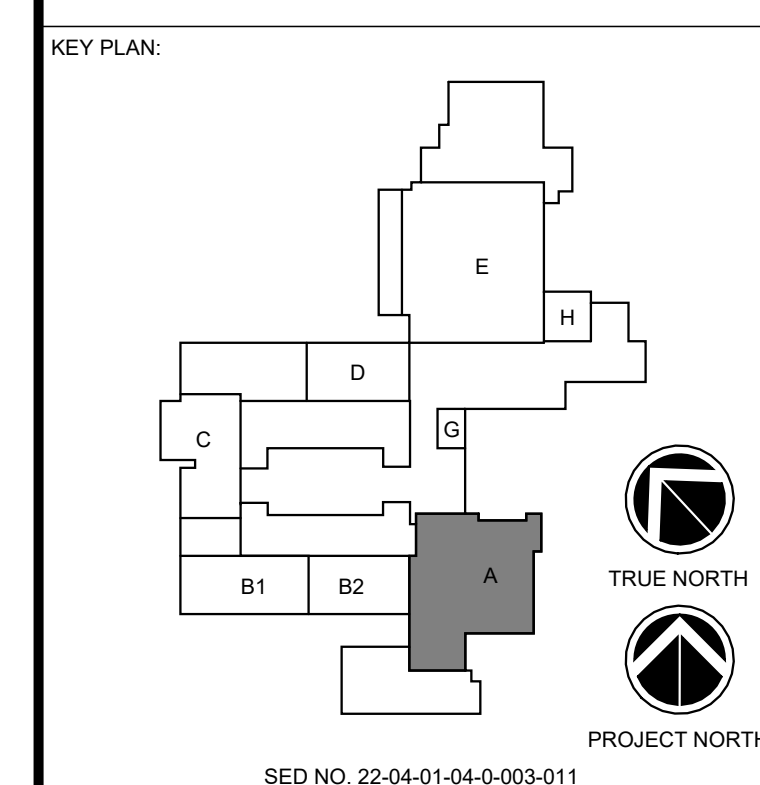 KEY PLAN:
E
H
D
G
C
A
B1 B2
TRUE NORTH
PROJECT NORTH
SED NO. 22-04-01-04-0-003-011